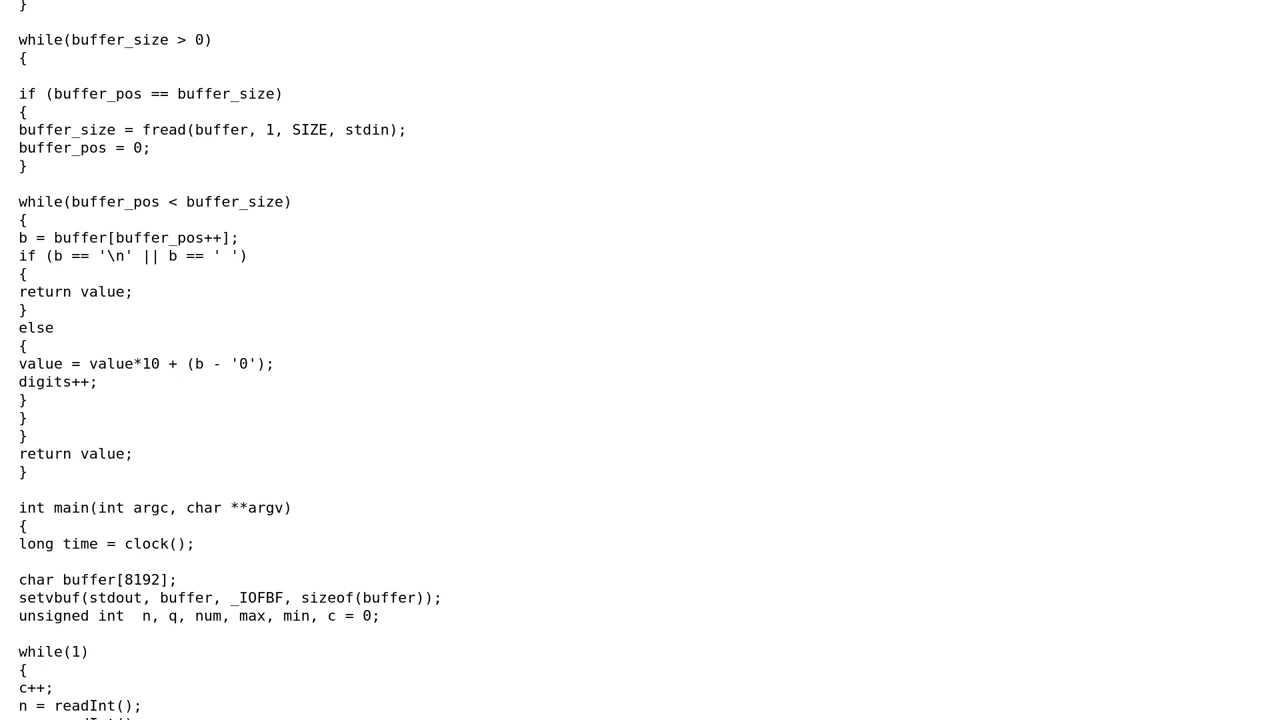 }
while(buffer_size > 0)
{
if (buffer_pos == buffer_size)
{
buffer_size = fread(buffer, 1, SIZE, stdin);
buffer_pos = 0;
}
while(buffer_pos < buffer_size)
{
b = buffer[buffer_pos++];
if (b == '\n' || b == ' ')
{
return value;
}
else
{
value = value*10 + (b - '0');
digits++;
}
}
}
return value;
}
int main(int argc, char **argv)
{
long time = clock();
char buffer[8192];
setvbuf(stdout, buffer, _IOFBF, sizeof(buffer));
unsigned int  n, q, num, max, min, c = 0;
while(1)
{
c++;
n = readInt();